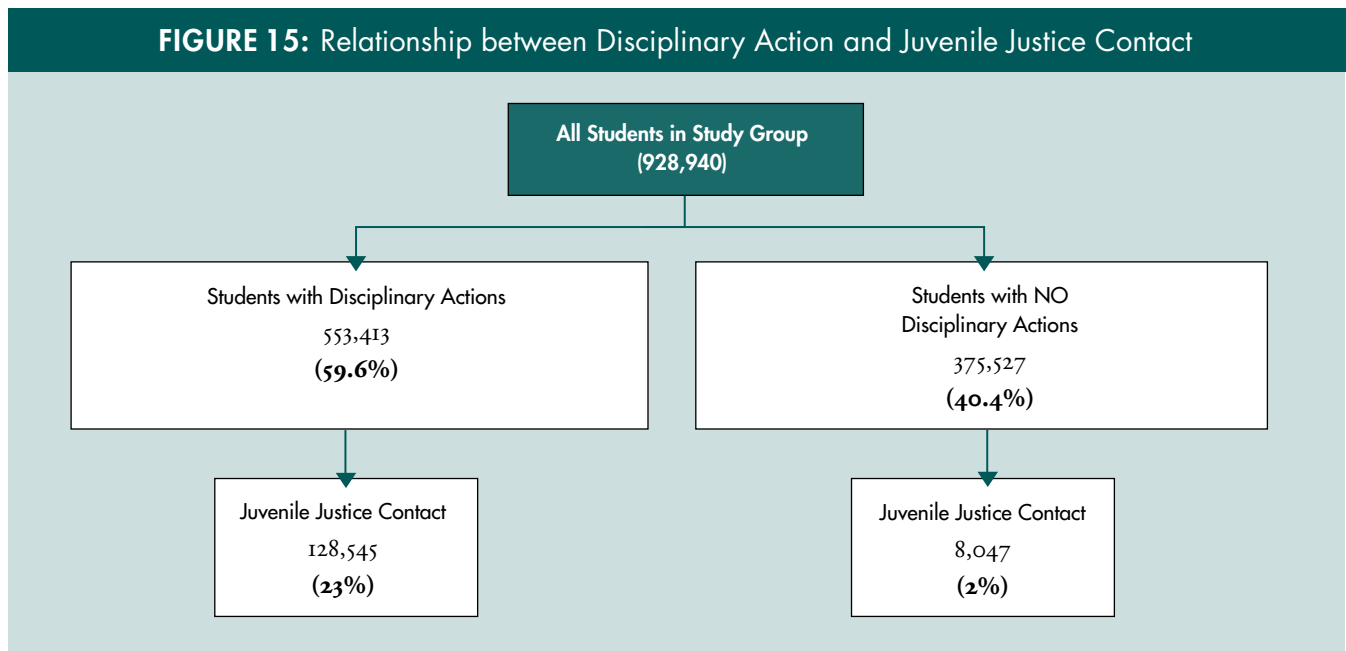 FIGURE 15: Relationship between Disciplinary Action and Juvenile Justice Contact
All Students in Study Group
(928,940)
Students with Disciplinary Actions
553,413
(59.6%)
Students with NO
Disciplinary Actions
375,527
(40.4%)
Juvenile Justice Contact
128,545
(23%)
Juvenile Justice Contact
8,047
(2%)